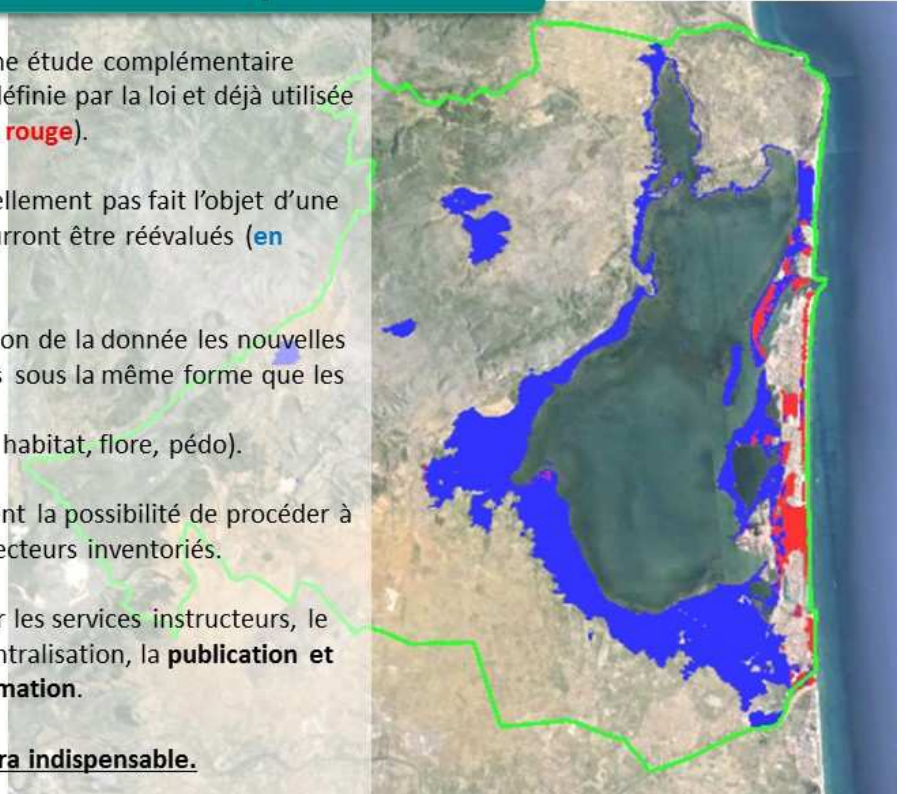 ne étude complémentaire
définie par la loi et déjà utilisée
rouge).
ellement pas fait l'objet d'une
urront être réévalués (en
on de la donnée les nouvelles
s sous la même forme que les
habitat, flore, pédo).
nt la possibilité de procéder à
ecteurs inventoriés.
r les services instructeurs, le
ntralisation, la publication et
mation.
ra indispensable.